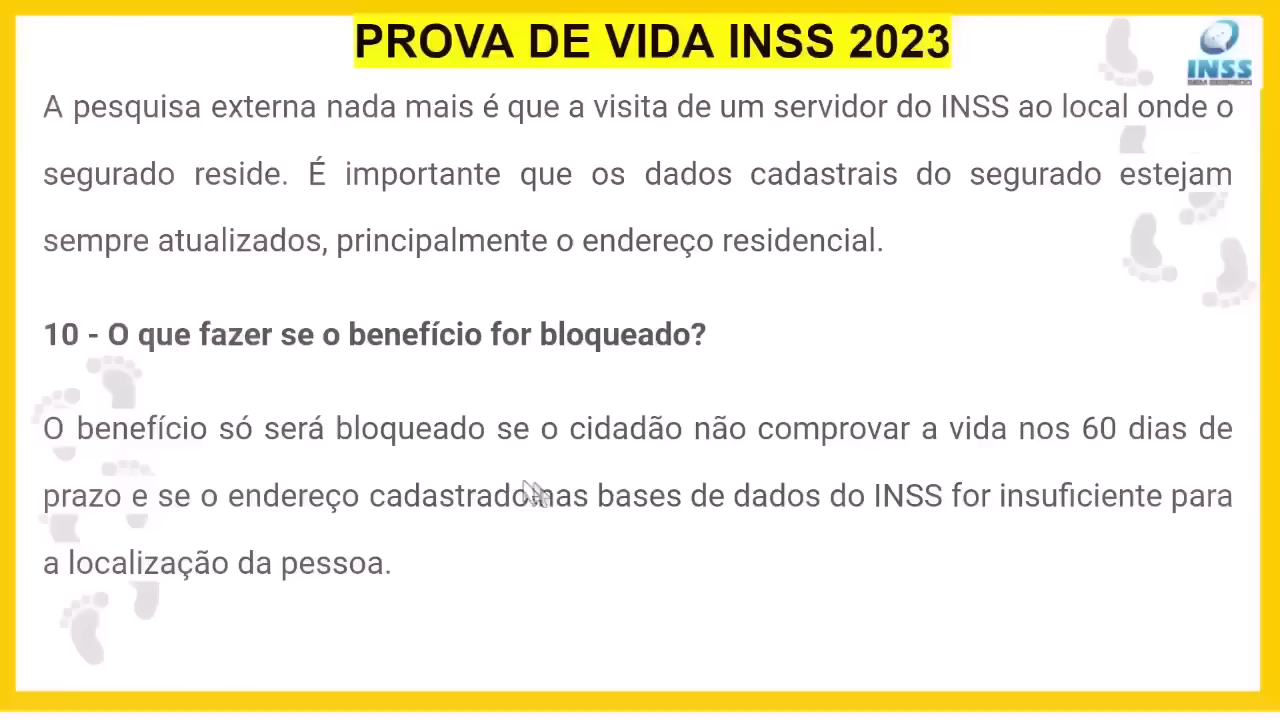 PROVA DE VIDA INSS 2023
INSS
A pesquisa externa nada mais é que a visita de um servidor do INSS ao local onde o
segurado reside. É importante que os dados cadastrais do segurado estejam
sempre atualizados, principalmente o endereço residencial.
10 - O que fazer se o benefício for bloqueado?
O benefício só será bloqueado se o cidadão não comprovar a vida nos 60 dias de
prazo e se o endereço cadastrado nas bases de dados do INSS for insuficiente para
a localização da pessoa.